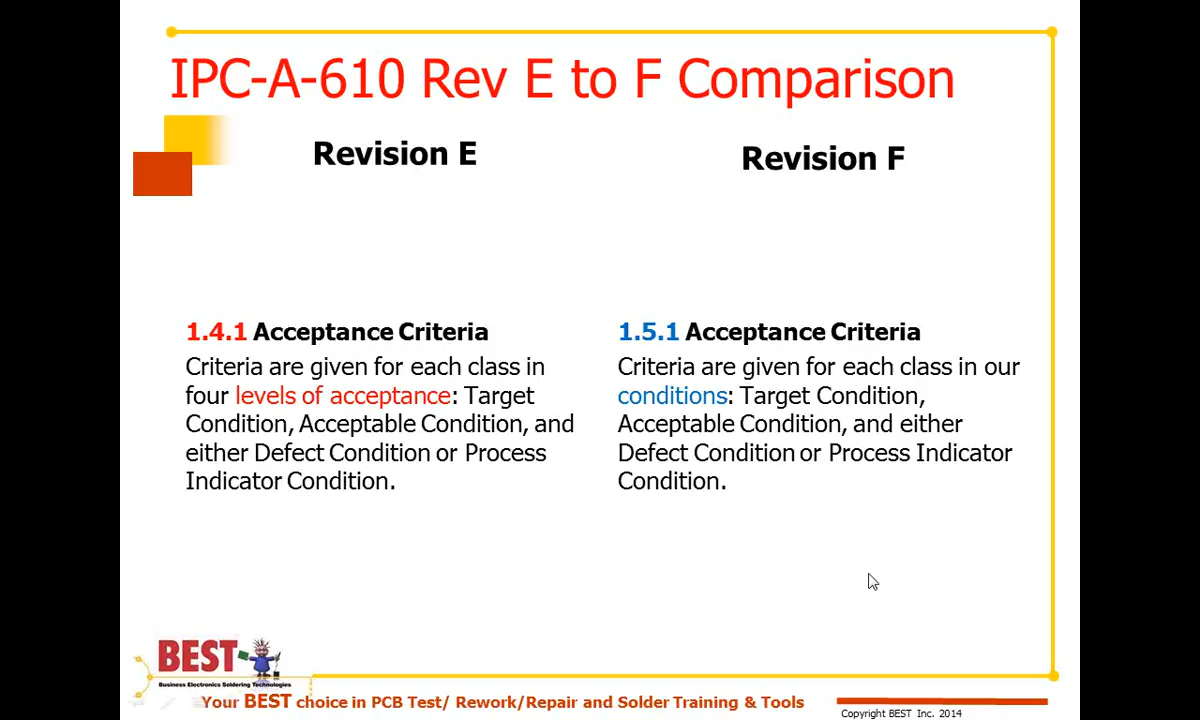 IPC-A-610 Rev E to F Comparison
Revision E
Revision F
1.4.1 Acceptance Criteria
Criteria are given for each class in
four levels of acceptance: Target
Condition, Acceptable Condition, and
either Defect Condition or Process
Indicator Condition.
1.5.1 Acceptance Criteria
Criteria are given for each class in our
conditions: Target Condition,
Acceptable Condition, and either
Defect Condition or Process Indicator
Condition.
BEST
Business Electronics Soldering Technologies
Your BEST choice in PCB Test/ Rework/Repair and Solder Training & Tools
Copyright BEST Inc. 2014